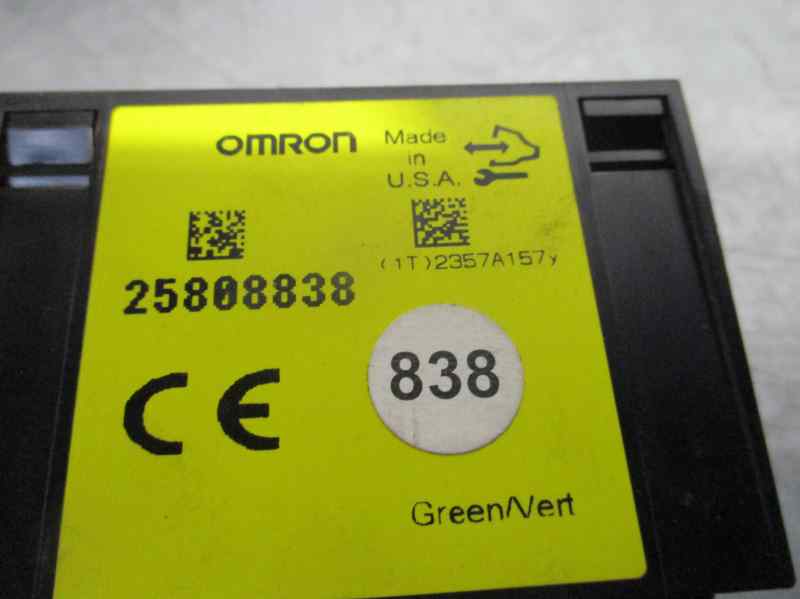 OMRON
Made
in
U.S.A.
(1T)2357A157y
25808838
CE
838
Green/Vert